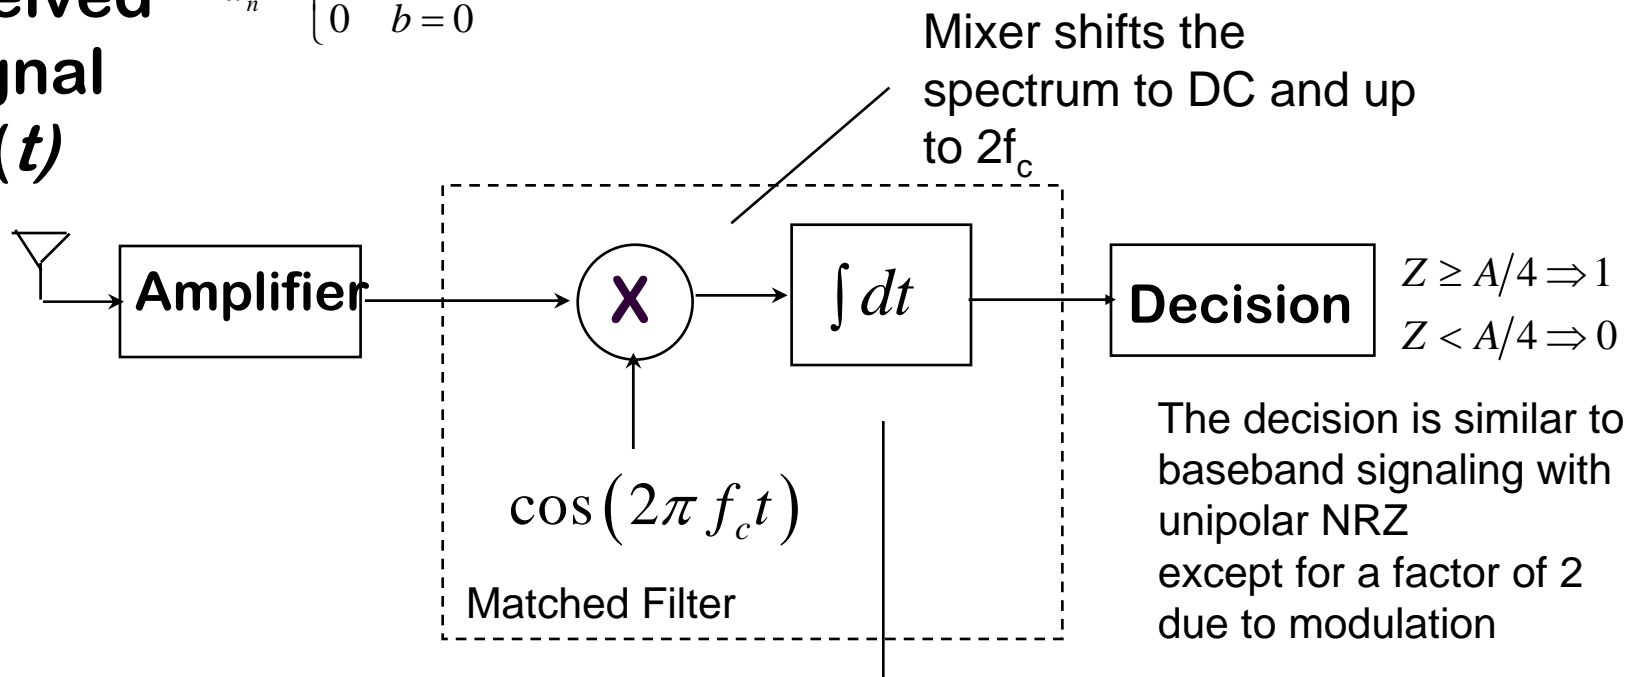 0 b = 0
(t)
Mixer shifts the
spectrum to DC and up
to 2f_c
Amplifier
X
∫ dt
Decision
Z ≥ A/4 ⇒ 1
Z < A/4 ⇒ 0
cos(2π f_c t)
Matched Filter
The decision is similar to
baseband signaling with
unipolar NRZ
except for a factor of 2
due to modulation